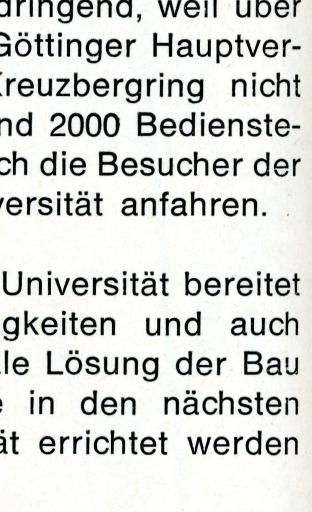 dringend, weil über
Göttinger Hauptver-
Kreuzbergring nicht
nd 2000 Bedienste-
ch die Besucher der
versität anfahren.
Universität bereitet
gkeiten und auch
le Lösung der Bau
e in den nächsten
ät errichtet werden